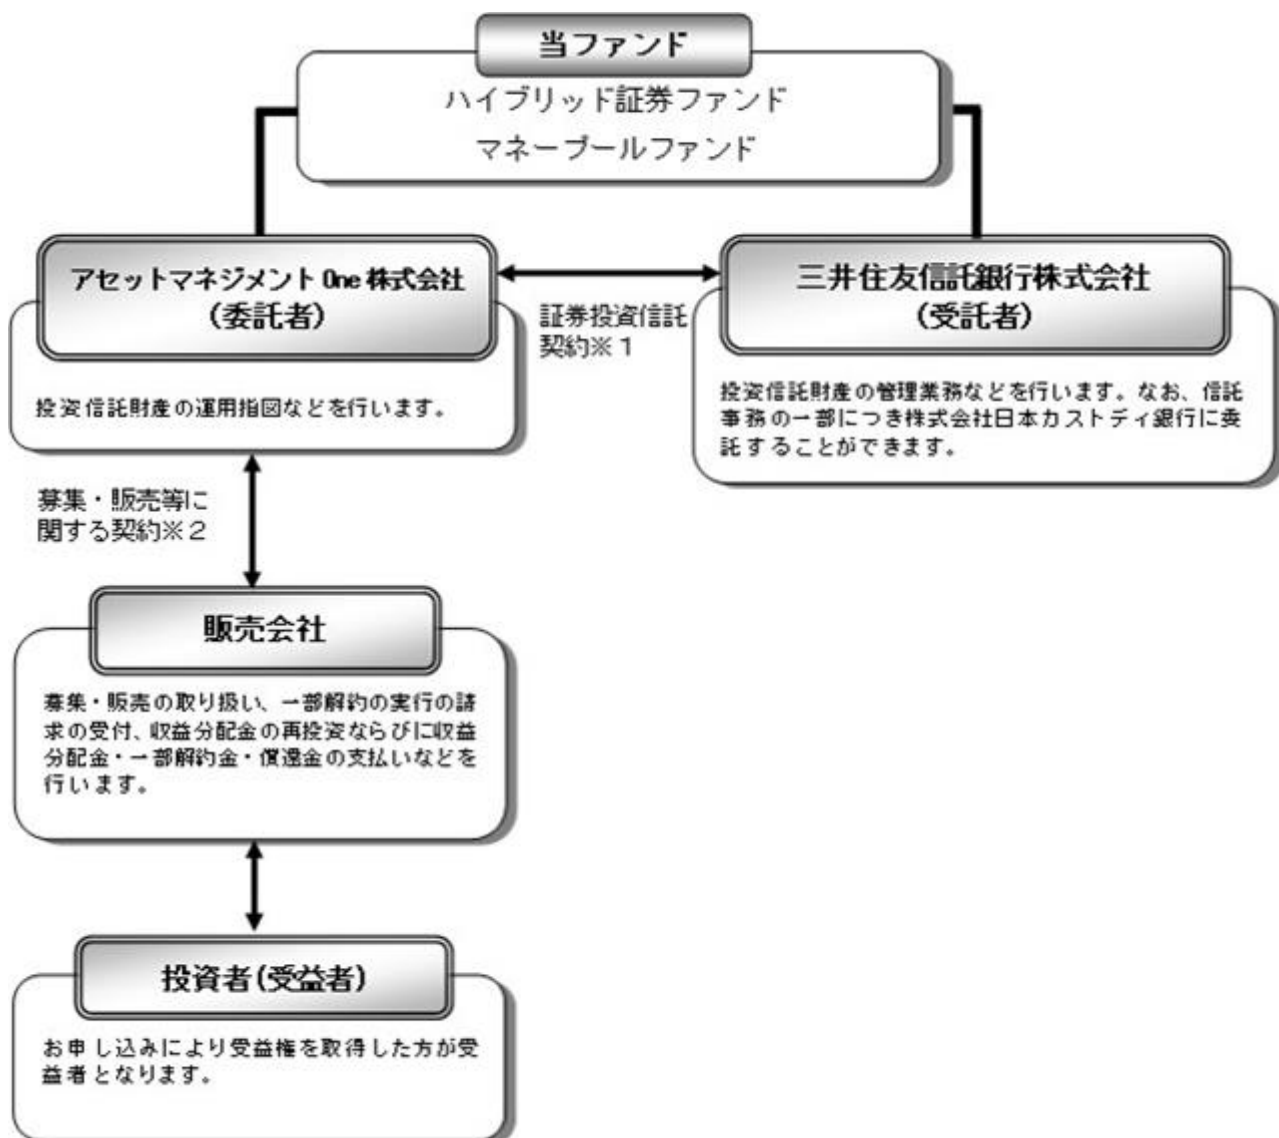 当ファンド
ハイブリッド証券ファンド
マネープールファンド
アセットマネジメント One 株式会社
（委託者）
投資信託財産の運用指図などを行います。
証券投資信託
契約※１
三井住友信託銀行株式会社
（受託者）
投資信託財産の管理業務などを行います。なお、信託
事務の一部につき株式会社日本カストディ銀行に委
託することができます。
募集・販売等に
関する契約※２
販売会社
募集・販売の取り扱い、一部解約の実行の請
求の受付、収益分配金の再投資ならびに収益
分配金・一部解約金・償還金の支払いなどを
行います。
投資者（受益者）
お申し込みにより受益権を取得した方が受
益者となります。